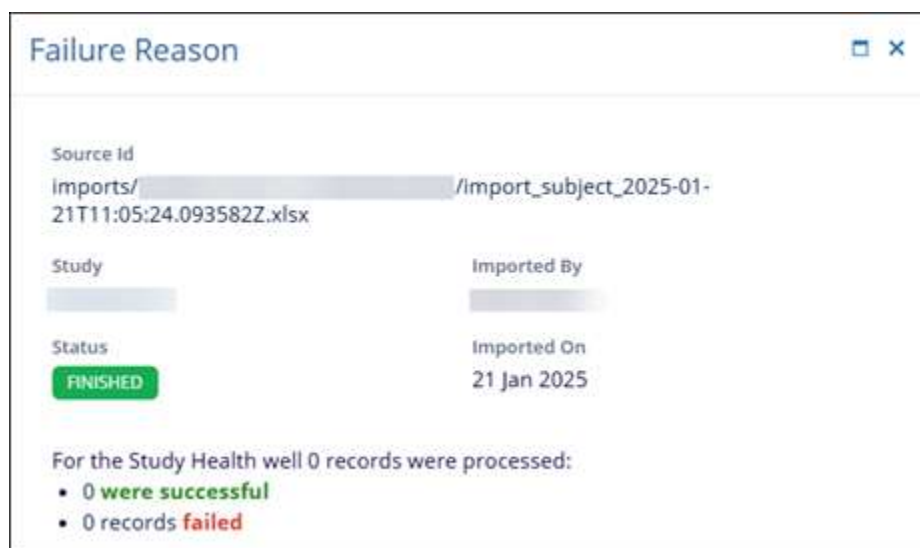 Failure Reason
Source Id
imports/ /import_subject_2025-01-
21T11:05:24.093582Z.xlsx
Study
Imported By
Status
Imported On
FINISHED
21 Jan 2025
For the Study Health well 0 records were processed:
• 0 were successful
• 0 records failed